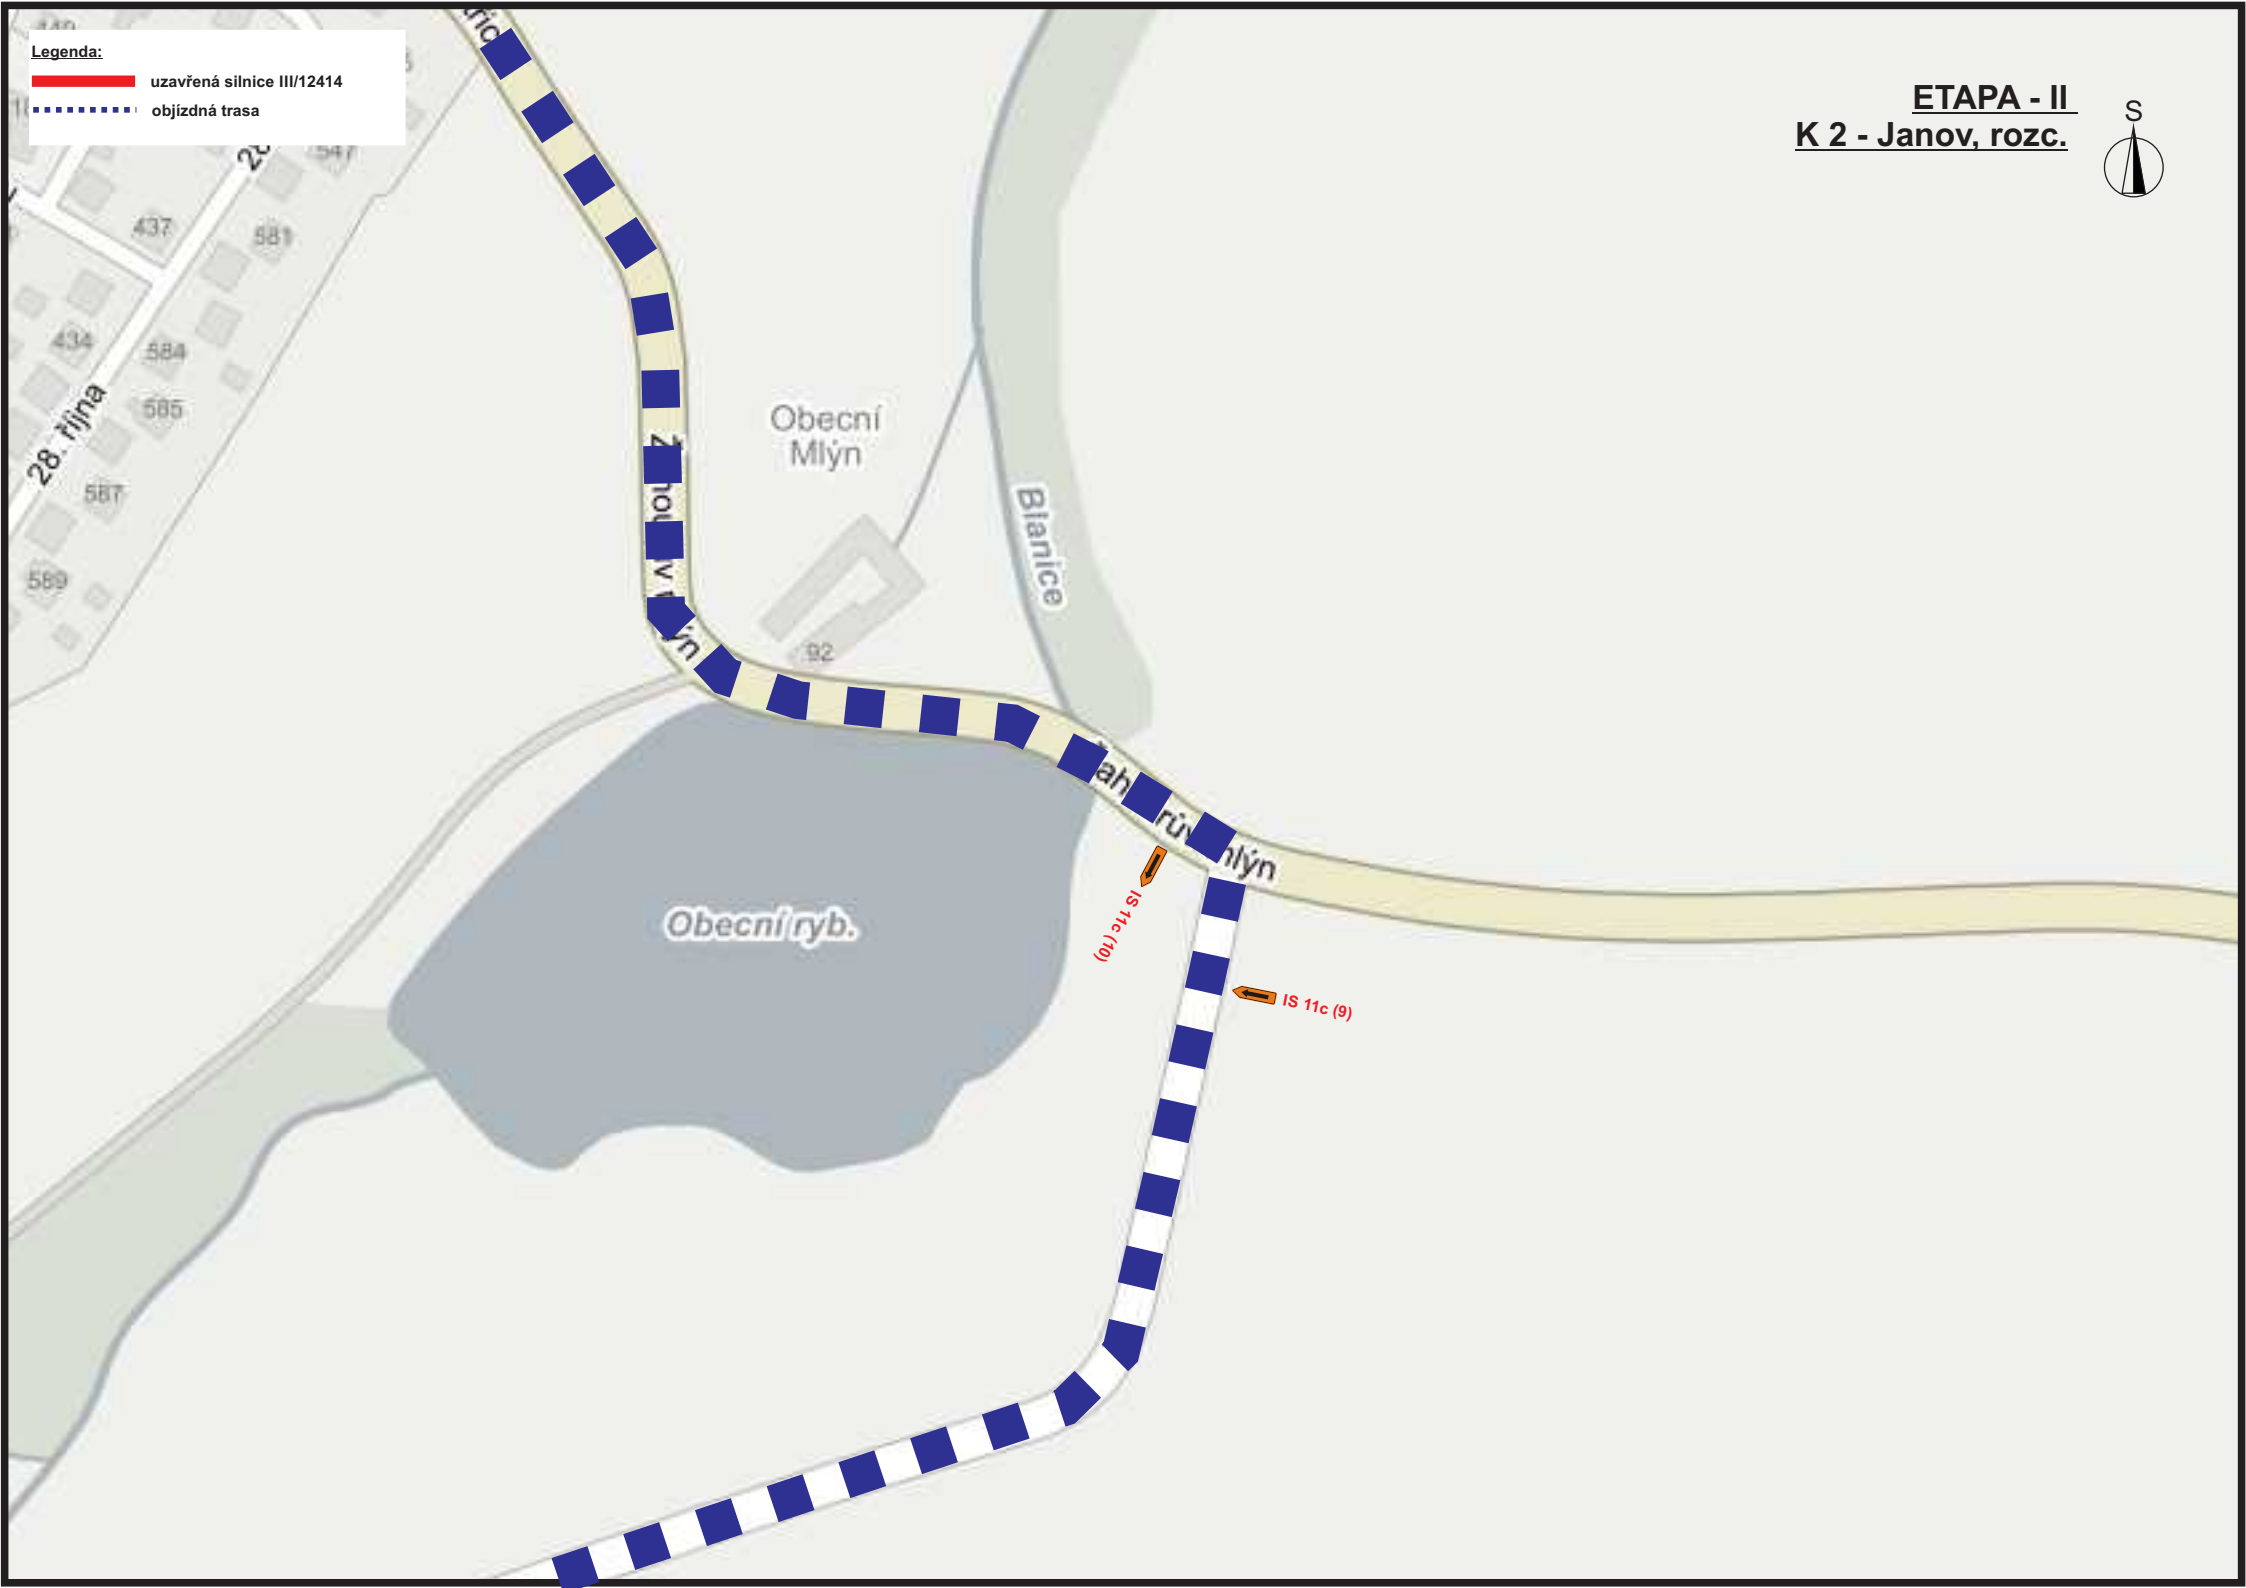 Legenda:
uzavřená silnice III/12414
objízdná trasa
ETAPA - II
K 2 - Janov, rozc.
S
547
437
581
434
584
585
28. října
587
589
Obecní
Mlýn
Blanice
92
Obecní ryb.
mlýn
IS 11c (10)
IS 11c (9)